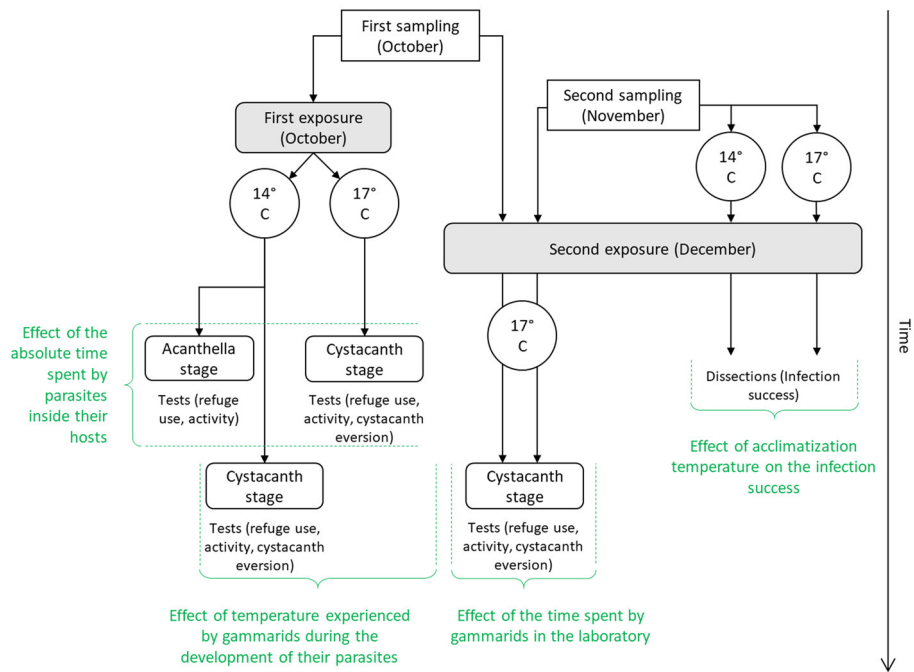 First sampling
(October)
Second sampling
(November)
First exposure
(October)
14°
C
17°
C
14°
C
17°
C
Second exposure (December)
17°
C
Time
Effect of the
absolute time
spent by
parasites
inside their
hosts
Acanthella
stage
Tests (refuge
use, activity)
Cystacanth
stage
Tests (refuge use,
activity, cystacanth
eversion)
Dissections (Infection
success)
Effect of acclimatization
temperature on the infection
success
Cystacanth
stage
Tests (refuge use,
activity, cystacanth
eversion)
Cystacanth
stage
Tests (refuge use,
activity, cystacanth
eversion)
Effect of temperature experienced
by gammarids during the
development of their parasites
Effect of the time spent by
gammarids in the laboratory